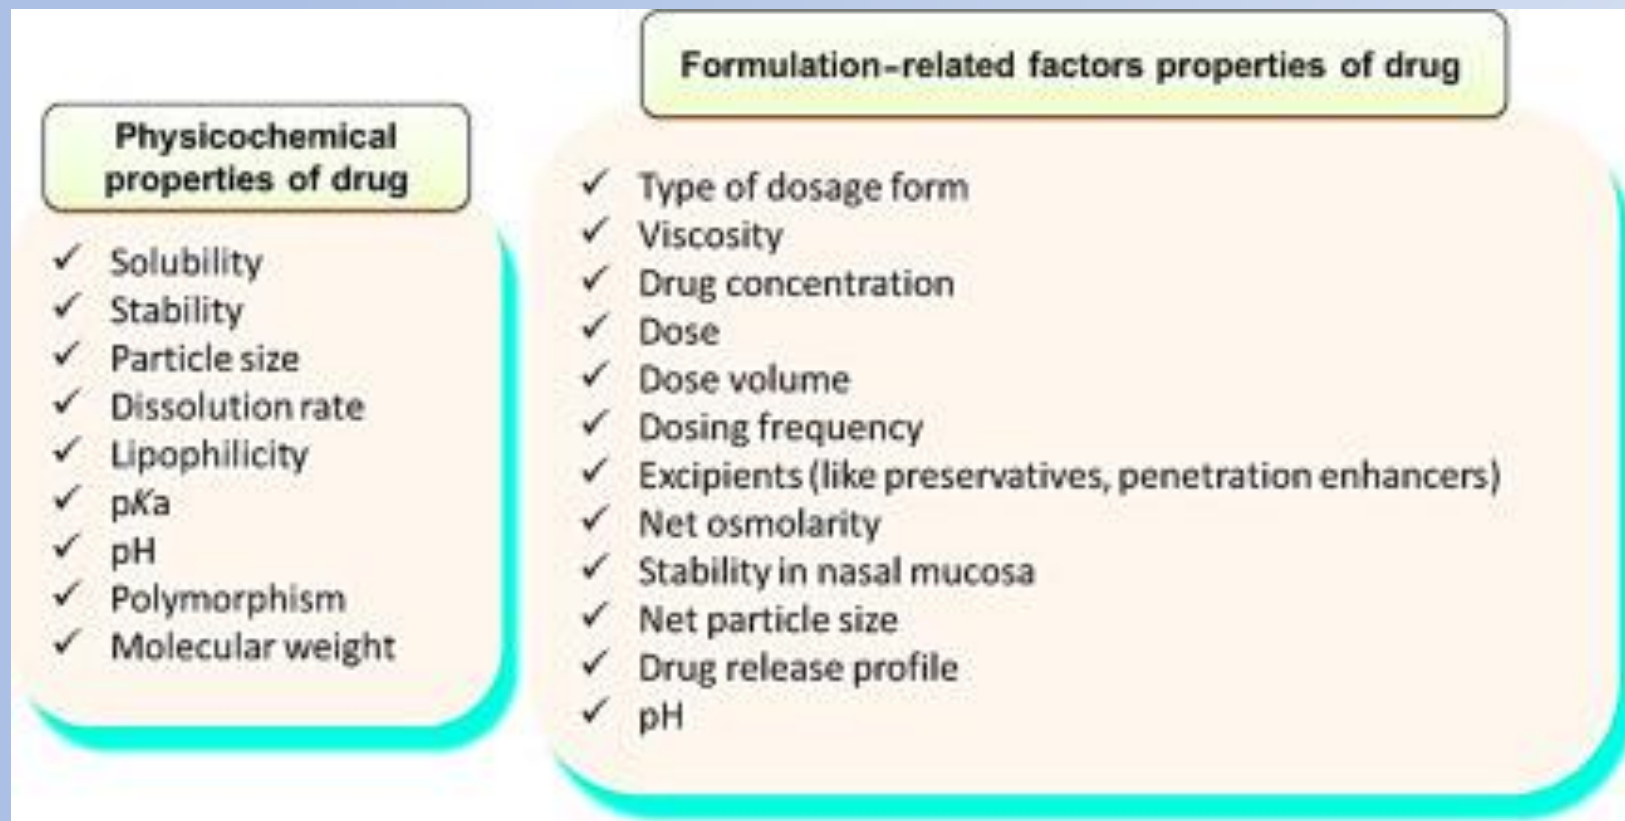 Physicochemical
properties of drug
✓ Solubility
✓ Stability
✓ Particle size
✓ Dissolution rate
✓ Lipophilicity
✓ pKa
✓ pH
✓ Polymorphism
✓ Molecular weight
Formulation-related factors properties of drug
✓ Type of dosage form
✓ Viscosity
✓ Drug concentration
✓ Dose
✓ Dose volume
✓ Dosing frequency
✓ Excipients (like preservatives, penetration enhancers)
✓ Net osmolarity
✓ Stability in nasal mucosa
✓ Net particle size
✓ Drug release profile
✓ pH